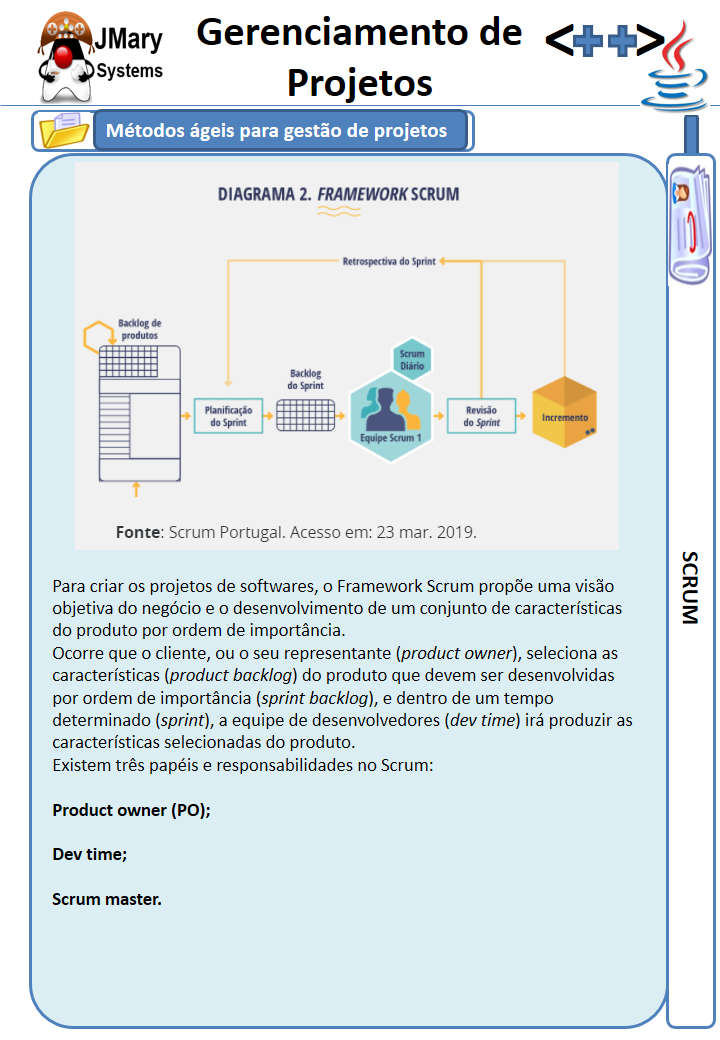 JMary
Systems
Gerenciamento de
Projetos
<++>
Métodos ágeis para gestão de projetos
DIAGRAMA 2. FRAMEWORK SCRUM
Retrospectiva do Sprint
Backlog de
produtos
Scrum
Diário
Backlog
do Sprint
Planificação
do Sprint
Equipe Scrum 1
Revisão
do Sprint
Incremento
Fonte: Scrum Portugal. Acesso em: 23 mar. 2019.
Para criar os projetos de softwares, o Framework Scrum propõe uma visão
objetiva do negócio e o desenvolvimento de um conjunto de características
do produto por ordem de importância.
Ocorre que o cliente, ou o seu representante (product owner), seleciona as
características (product backlog) do produto que devem ser desenvolvidas
por ordem de importância (sprint backlog), e dentro de um tempo
determinado (sprint), a equipe de desenvolvedores (dev time) irá produzir as
características selecionadas do produto.
Existem três papéis e responsabilidades no Scrum:
Product owner (PO);
Dev time;
Scrum master.
SCRUM